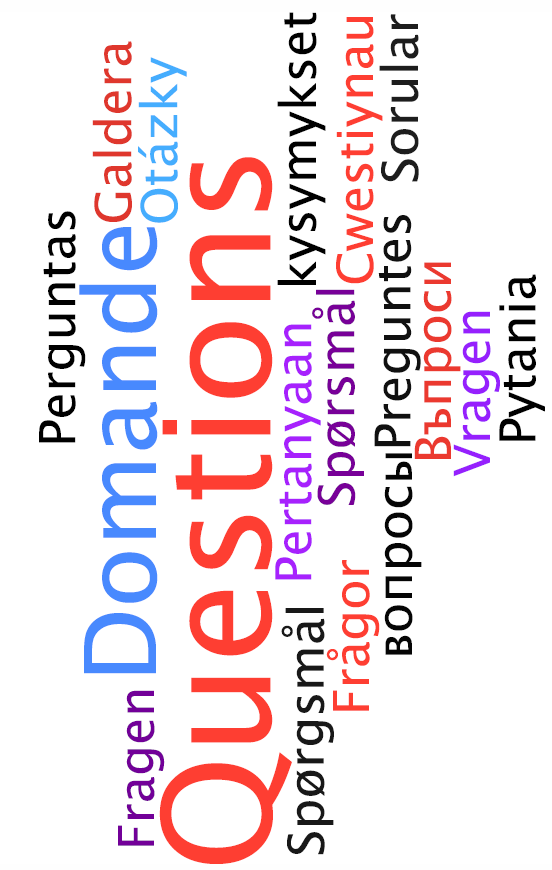 Perguntas
Galdera
Otázky
Domande
Fragen
Questions
kysymykset
Pertanyaan
Spørgsmål
Cwestiynau
Spørsmål
Frågor
Sorular
Preguntes
вопросы
Въпроси
Vragen
Pytania